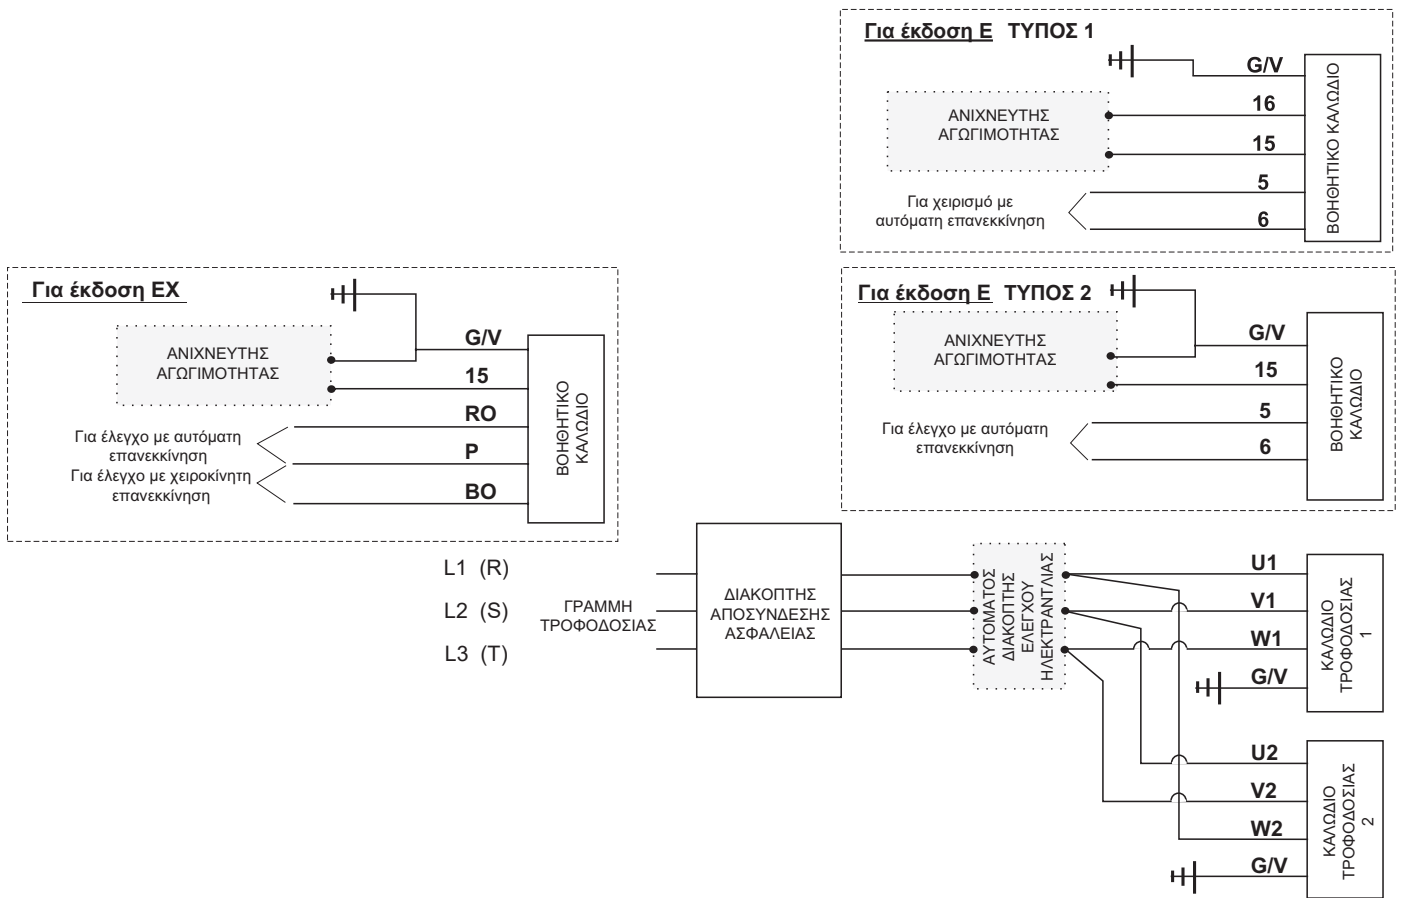 Για έκδοση E ΤΥΠΟΣ 1
G/V
16
15
5
6
ΑΝΙΧΝΕΥΤΗΣ
ΑΓΩΓΙΜΟΤΗΤΑΣ
Για χειρισμό με
αυτόματη επανεκκίνηση
ΒΟΗΘΗΤΙΚΟ ΚΑΛΩΔΙΟ
Για έκδοση EX
G/V
15
RO
P
BO
ΑΝΙΧΝΕΥΤΗΣ
ΑΓΩΓΙΜΟΤΗΤΑΣ
Για έλεγχο με αυτόματη
επανεκκίνηση
Για έλεγχο με χειροκίνητη
επανεκκίνηση
ΒΟΗΘΗΤΙΚΟ
ΚΑΛΩΔΙΟ
Για έκδοση E ΤΥΠΟΣ 2
G/V
15
5
6
ΑΝΙΧΝΕΥΤΗΣ
ΑΓΩΓΙΜΟΤΗΤΑΣ
Για έλεγχο με αυτόματη
επανεκκίνηση
ΒΟΗΘΗΤΙΚΟ
ΚΑΛΩΔΙΟ
L1 (R)
L2 (S)
L3 (T)
ΓΡΑΜΜΗ
ΤΡΟΦΟΔΟΣΙΑΣ
ΔΙΑΚΟΠΤΗΣ
ΑΠΟΣΥΝΔΕΣΗΣ
ΑΣΦΑΛΕΙΑΣ
ΑΥΤΟΜΑΤΟΣ
ΔΙΑΚΟΠΤΗΣ
ΕΛΕΓΧΟΥ
ΗΛΕΚΤΡΑΝΤΛΙΑΣ
U1
V1
W1
G/V
ΚΑΛΩΔΙΟ
ΤΡΟΦΟΔΟΣΙΑΣ
1
U2
V2
W2
G/V
ΚΑΛΩΔΙΟ
ΤΡΟΦΟΔΟΣΙΑΣ
2